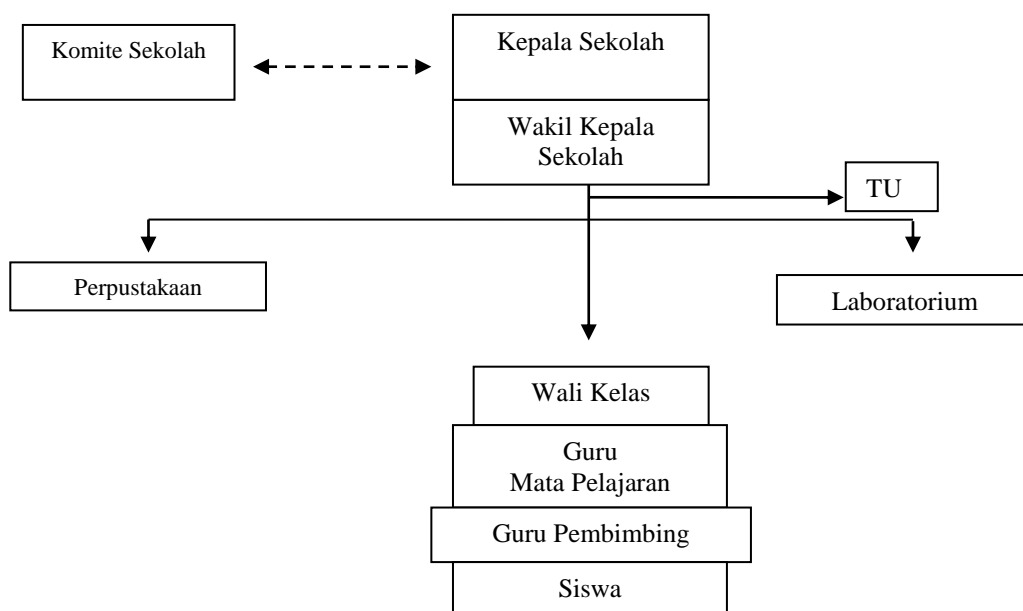 Komite Sekolah
Kepala Sekolah
Wakil Kepala
Sekolah
TU
Perpustakaan
Laboratorium
Wali Kelas
Guru
Mata Pelajaran
Guru Pembimbing
Siswa